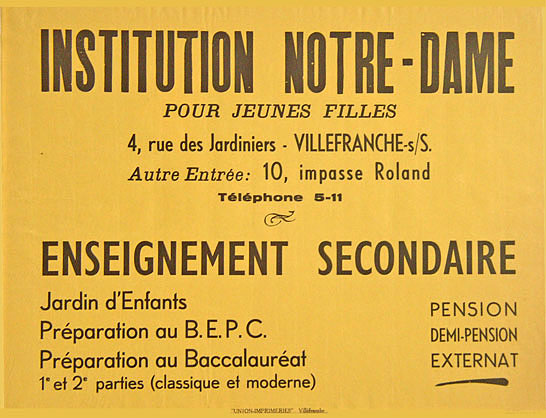 INSTITUTION NOTRE-DAME
POUR JEUNES FILLES
4, rue des Jardiniers - VILLEFRANCHE-s/S.
Autre Entrée: 10, impasse Roland
Téléphone 5-11
ENSEIGNEMENT SECONDAIRE
Jardin d'Enfants
Préparation au B.E.P.C.
Préparation au Baccalauréat
1e et 2e parties (classique et moderne)
PENSION
DEMI-PENSION
EXTERNAT
"UNION-IMPRIMERIE" Villefranche